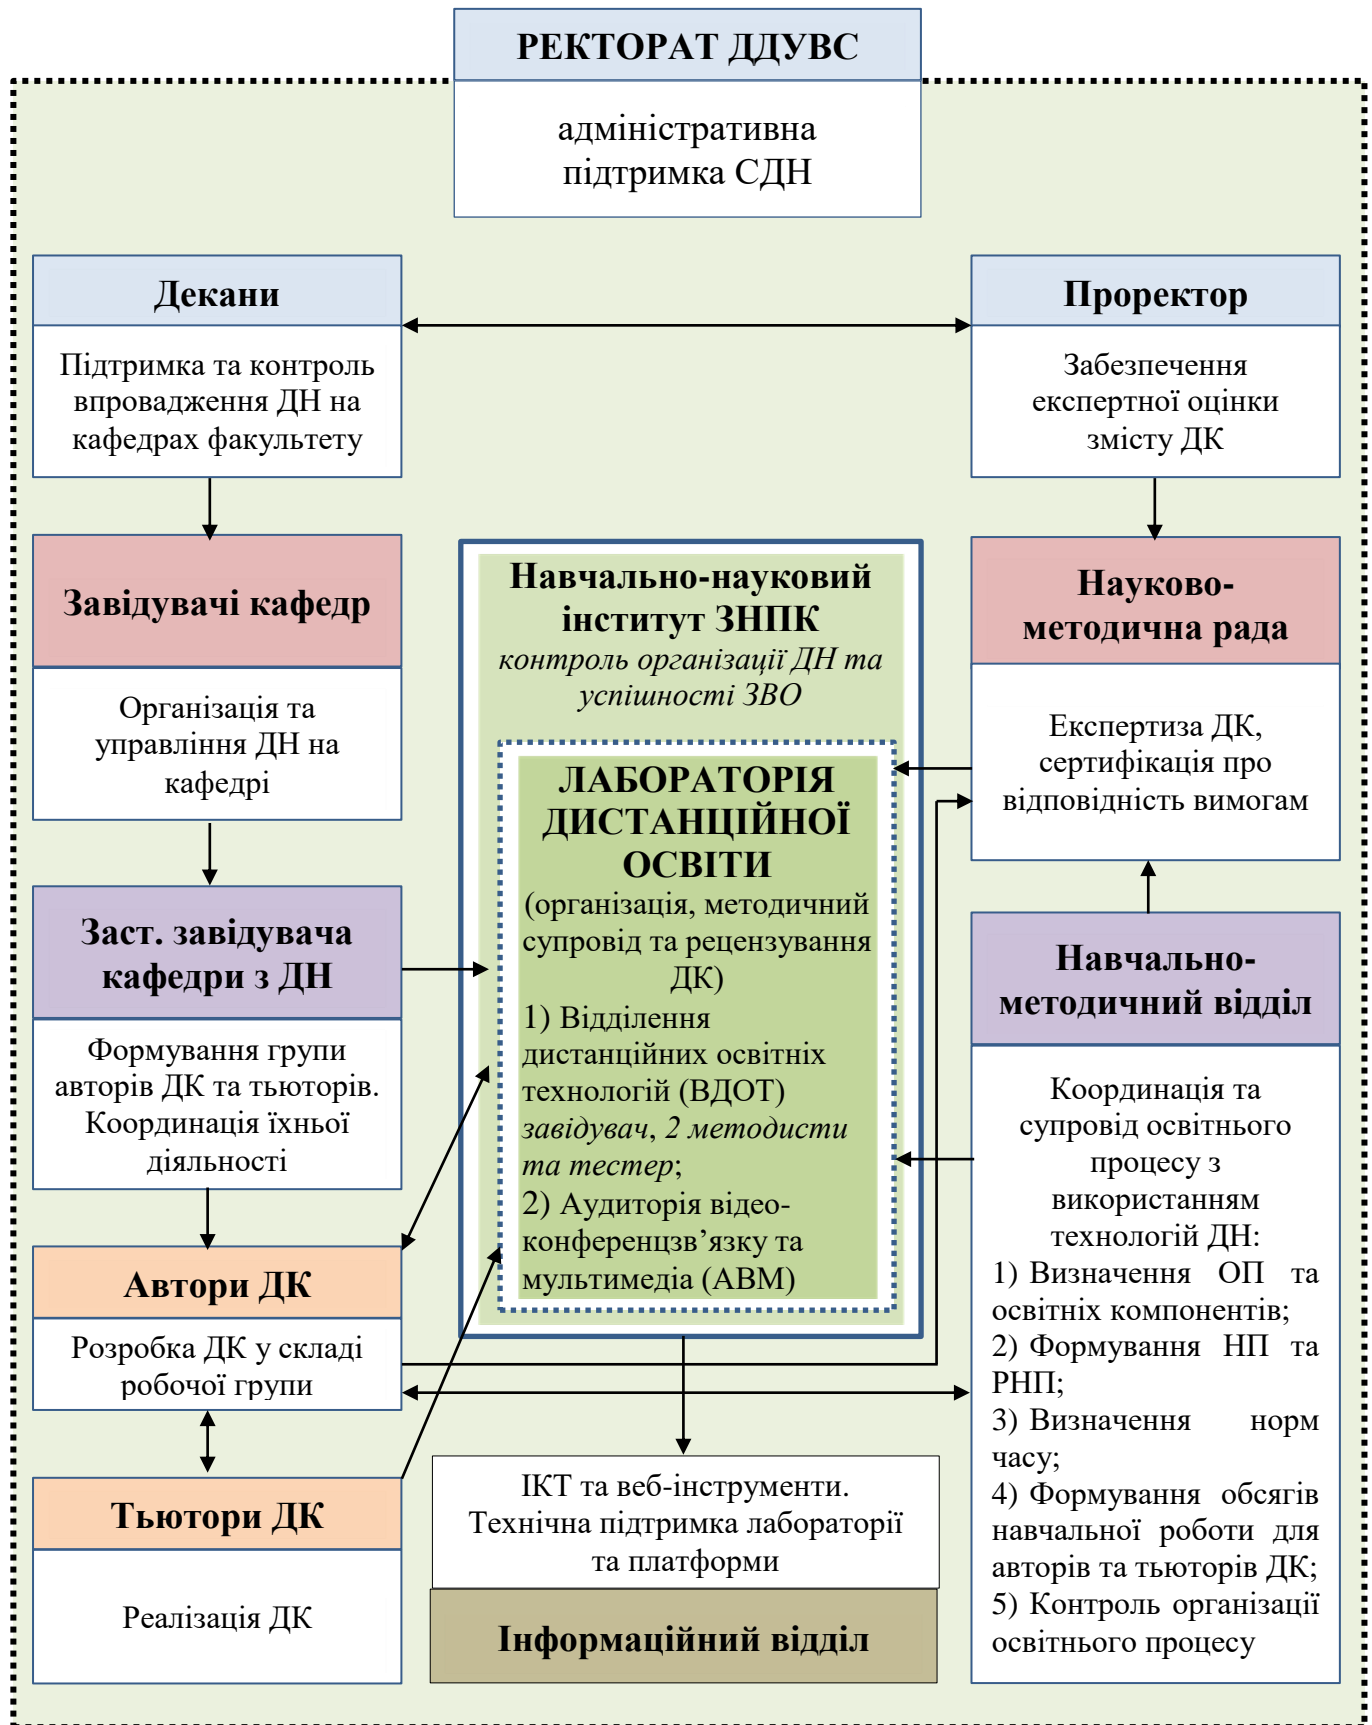 РЕКТОРАТ ДДУВС
адміністративна
підтримка СДН
Декани
Підтримка та контроль
впровадження ДН на
кафедрах факультету
Проректор
Забезпечення
експертної оцінки
змісту ДК
Завідувачі кафедр
Організація та
управління ДН на
кафедрі
Навчально-науковий
інститут ЗНПК
контроль організації ДН та
успішності ЗВО
ЛАБОРАТОРІЯ
ДИСТАНЦІЙНОЇ
ОСВІТИ
(організація, методичний
супровід та рецензування
ДК)
1) Відділення
дистанційних освітніх
технологій (ВДОТ)
завідувач, 2 методисти
та тестер;
2) Аудиторія відео-
конференцзв’язку та
мультимедіа (АВМ)
Науково-
методична рада
Експертиза ДК,
сертифікація про
відповідність вимогам
Заст. завідувача
кафедри з ДН
Формування групи
авторів ДК та тьюторів.
Координація їхньої
діяльності
Навчально-
методичний відділ
Координація та
супровід освітнього
процесу з
використанням
технологій ДН:
1) Визначення ОП та
освітніх компонентів;
2) Формування НП та
РНП;
3) Визначення норм
часу;
4) Формування обсягів
навчальної роботи для
авторів та тьюторів ДК;
5) Контроль організації
освітнього процесу
Автори ДК
Розробка ДК у складі
робочої групи
Тьютори ДК
Реалізація ДК
ІКТ та веб-інструменти.
Технічна підтримка лабораторії
та платформи
Інформаційний відділ